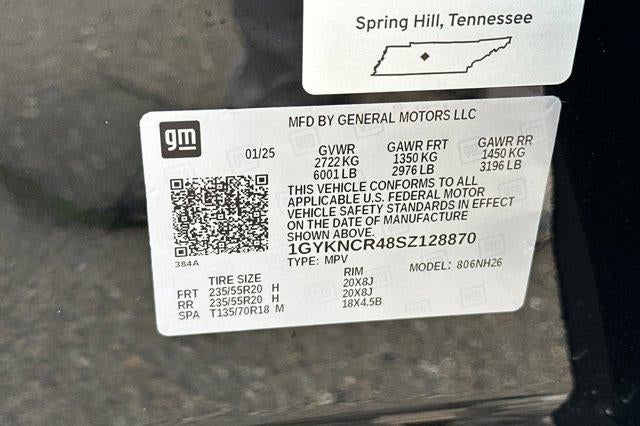 Spring Hill, Tennessee
MFD BY GENERAL MOTORS LLC
gm
01/25
GVWR GAWR FRT GAWR RR
2722 KG 1350 KG 1450 KG
6001 LB 2976 LB 3196 LB
THIS VEHICLE CONFORMS TO ALL
APPLICABLE U.S. FEDERAL MOTOR
VEHICLE SAFETY STANDARDS IN EFFECT
ON THE DATE OF MANUFACTURE
SHOWN ABOVE.
1GYKNCR48SZ128870
384A
TYPE: MPV MODEL: 806NH26
TIRE SIZE RIM
FRT 235/55R20 H 20X8J
RR 235/55R20 H 20X8J
SPA T135/70R18 M 18X4.5B